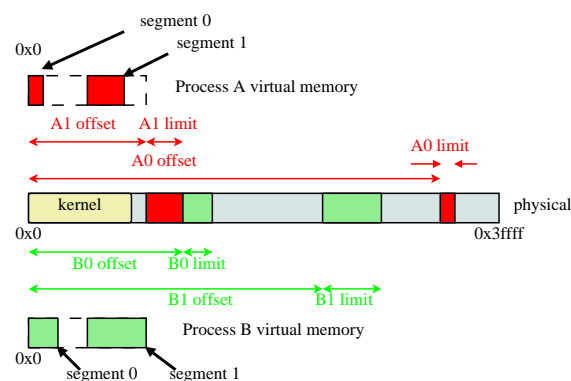 segment 0
0x0
segment 1
Process A virtual memory
A1 offset
A1 limit
A0 limit
A0 offset
kernel
physical
0x0
0x3ffff
B0 offset
B0 limit
B1 offset
B1 limit
Process B virtual memory
0x0
segment 0
segment 1